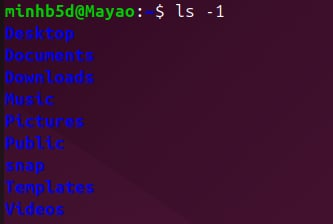 minhb5d@Mayao:~$ ls -1
Desktop
Documents
Downloads
Music
Pictures
Public
snap
Templates
Videos